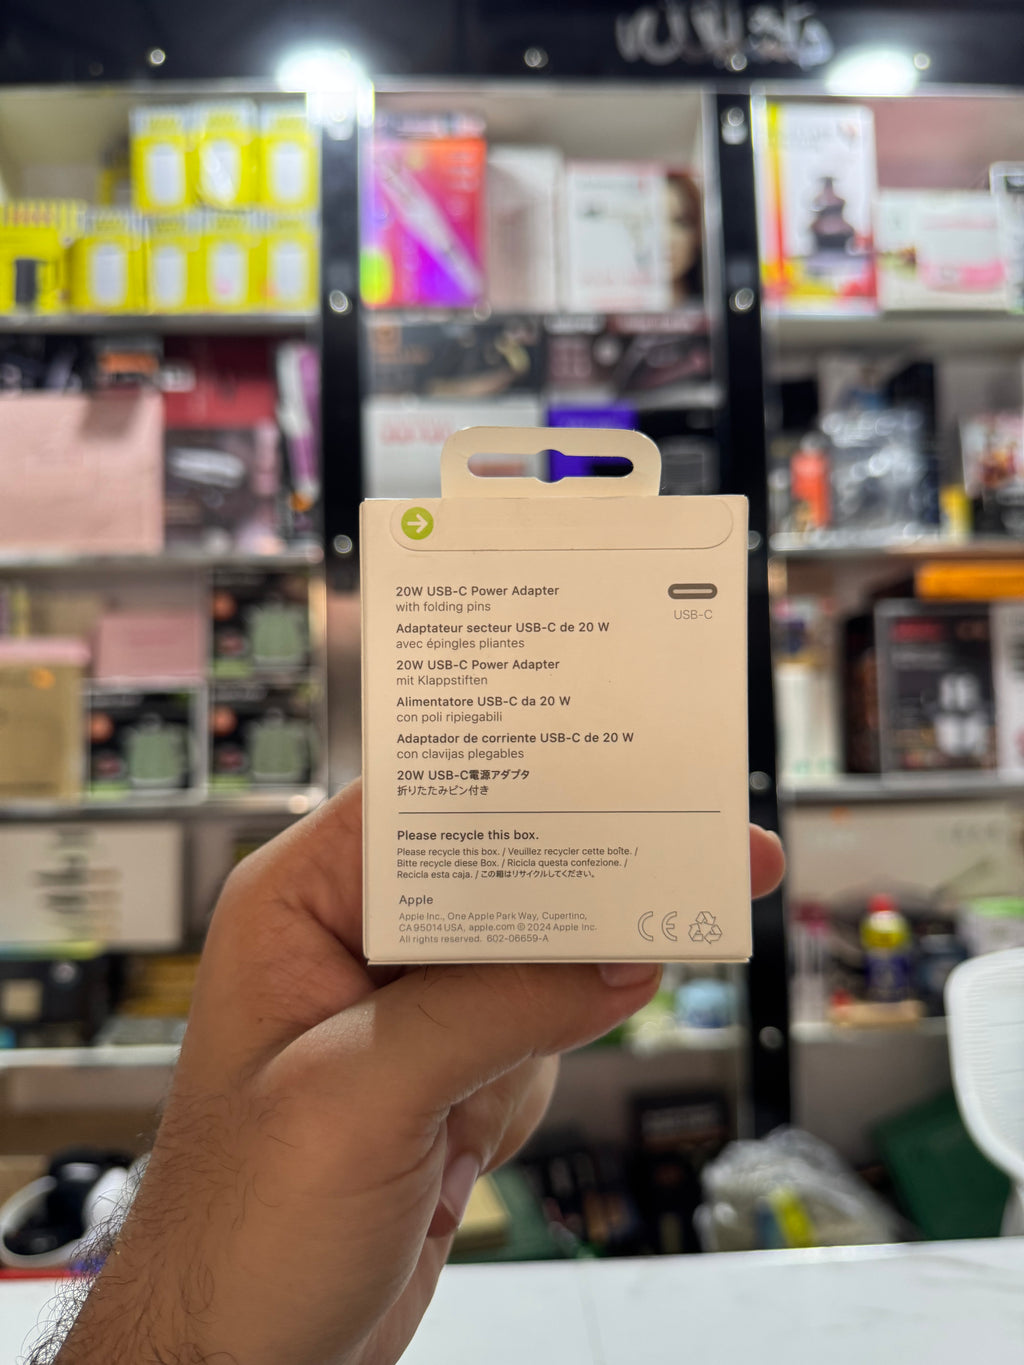 20W USB-C Power Adapter
with folding pins
USB-C
Adaptateur secteur USB-C de 20 W
avec épingles pliantes
20W USB-C Power Adapter
mit Klappstiften
Alimentatore USB-C da 20 W
con poli ripiegabili
Adaptador de corriente USB-C de 20 W
con clavijas plegables
20W USB-C電源アダプタ
折りたたみピン付き
Please recycle this box.
Please recycle this box. / Veuillez recycler cette boîte. /
Bitte recycle diese Box. / Ricicla questa confezione. /
Recicla esta caja. / この箱はリサイクルしてください。
Apple
Apple Inc., One Apple Park Way, Cupertino,
CA 95014 USA, apple.com © 2024 Apple Inc.
All rights reserved. 602-06659-A
CE